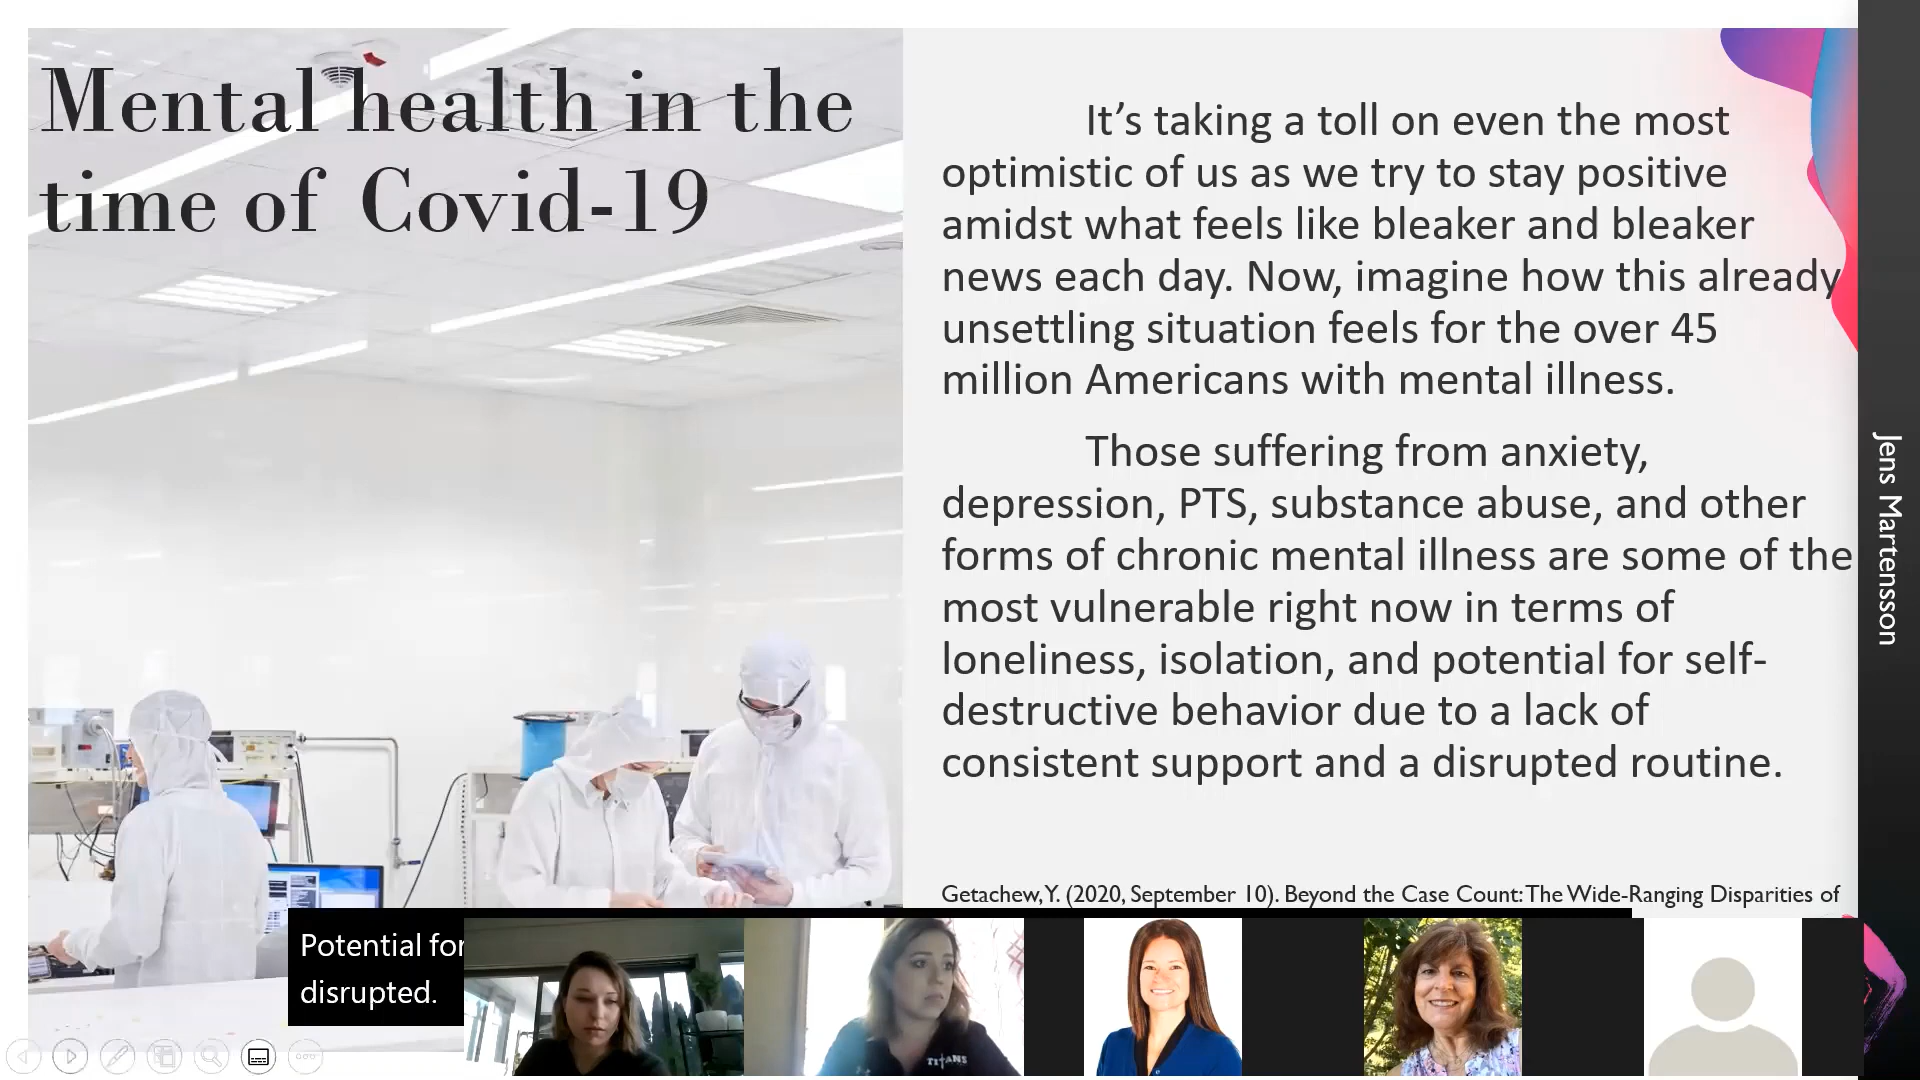 Mental health in the
time of Covid-19
It’s taking a toll on even the most
optimistic of us as we try to stay positive
amidst what feels like bleaker and bleaker
news each day. Now, imagine how this already
unsettling situation feels for the over 45
million Americans with mental illness.
Those suffering from anxiety,
depression, PTS, substance abuse, and other
forms of chronic mental illness are some of the
most vulnerable right now in terms of
loneliness, isolation, and potential for self-
destructive behavior due to a lack of
consistent support and a disrupted routine.
Getachew, Y. (2020, September 10). Beyond the Case Count: The Wide-Ranging Disparities of
Jens Martensson
Potential for
disrupted.
TITANS